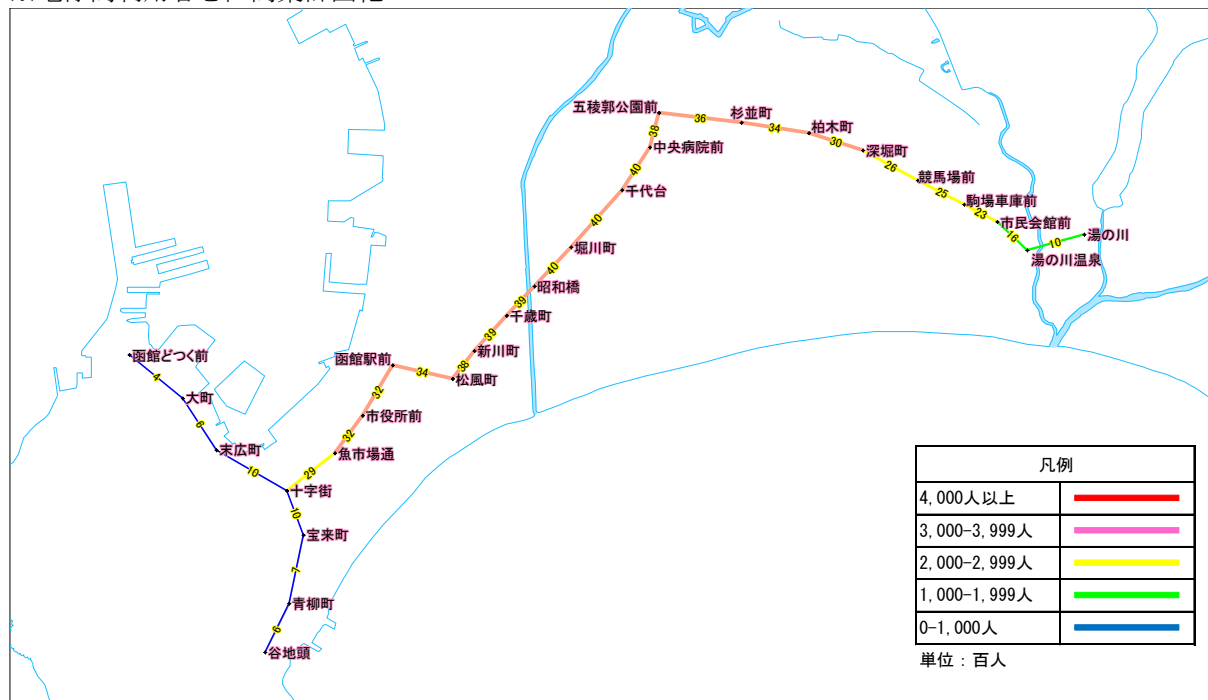 五稜郭公園前
36
杉並町
34
柏木町
30
深堀町
38
中央病院前
26
競馬場前
40
千代台
25
駒場車庫前
23
市民会館前
16
10
湯の川
湯の川温泉
40
堀川町
40
昭和橋
39
千歳町
39
新川町
38
松風町
34
函館駅前
32
市役所前
32
魚市場通
29
函館どつく前
4
大町
6
末広町
10
十字街
10
宝来町
7
青柳町
6
谷地頭
凡例
4,000人以上
3,000-3,999人
2,000-2,999人
1,000-1,999人
0-1,000人
単位：百人